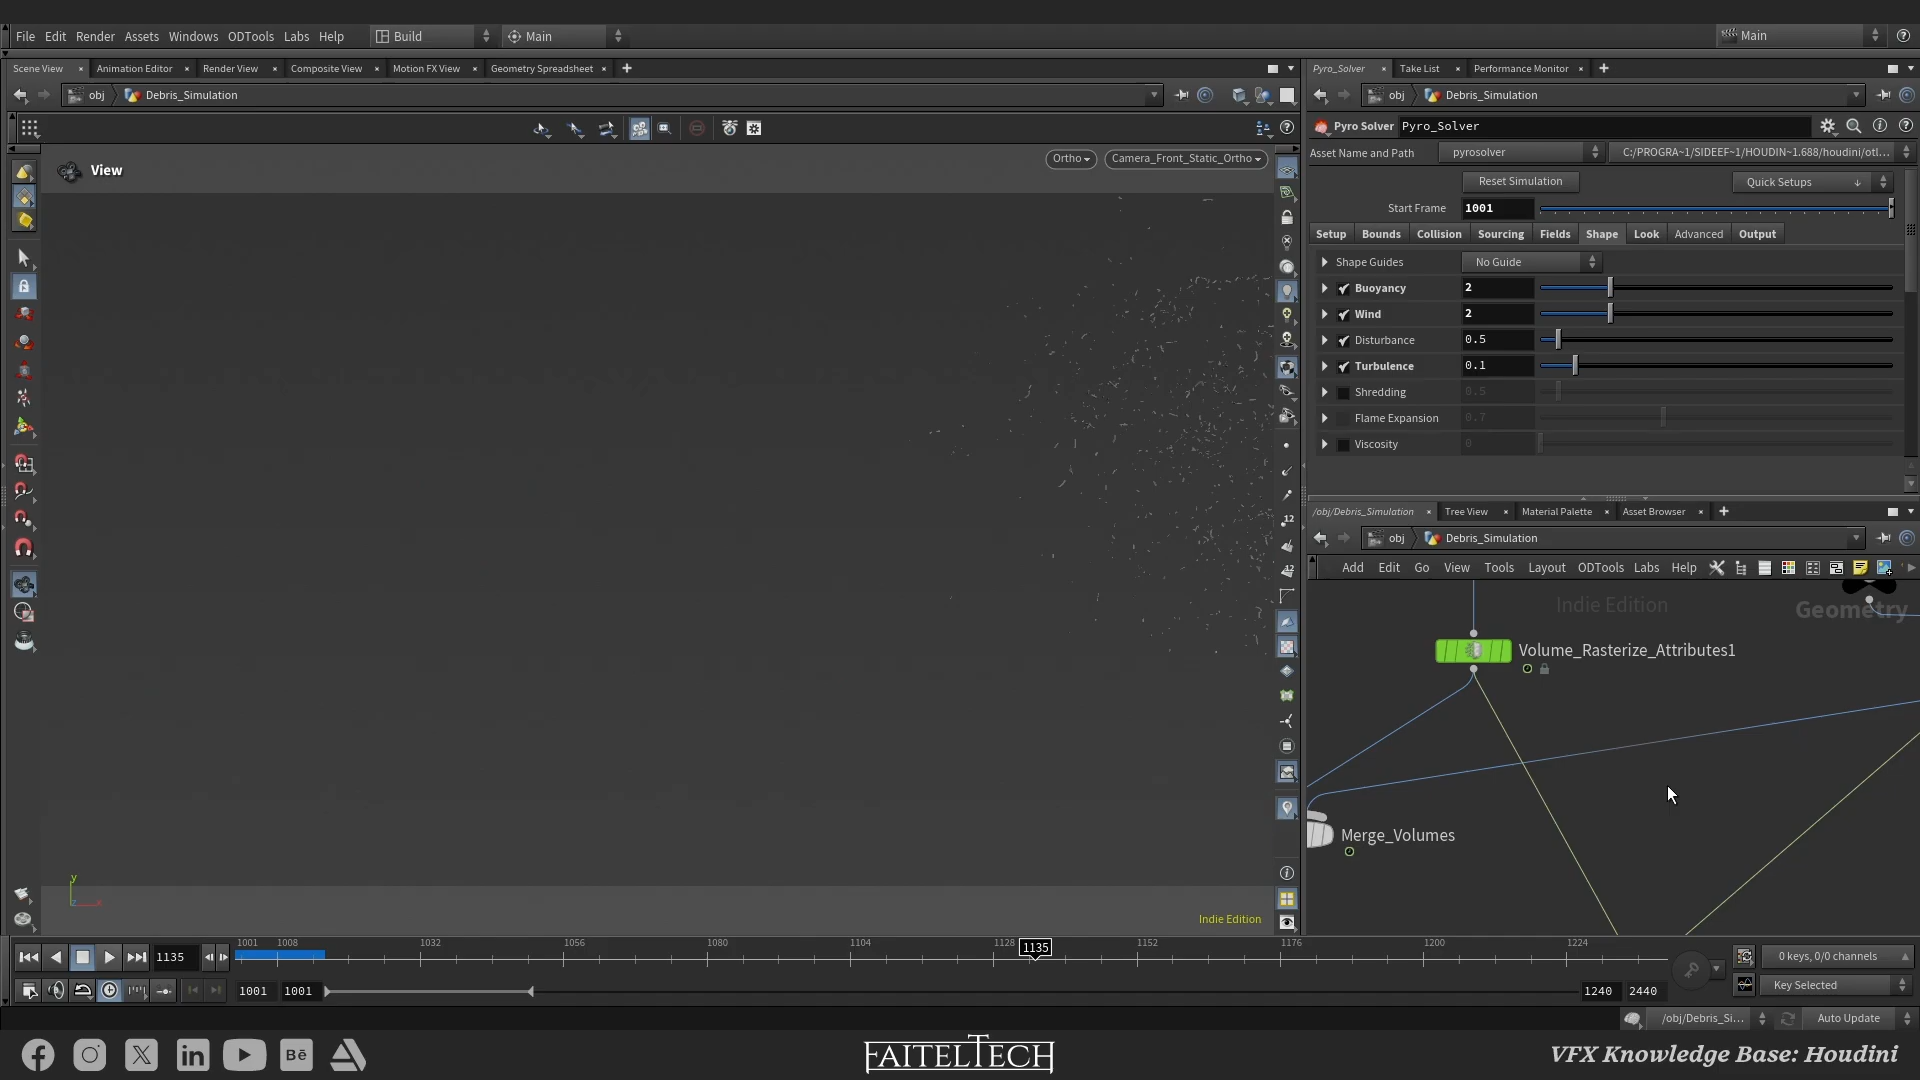 File Edit Render Assets Windows ODTools Labs Help Build Main Main
Scene View Animation Editor Render View Composite View Motion FX View Geometry Spreadsheet
obj Debris_Simulation
View
Ortho Camera_Front_Static_Ortho
y
x
Indie Edition
Pyro_Solver Take List Performance Monitor
obj Debris_Simulation
Pyro Solver Pyro_Solver
Asset Name and Path pyrosolver C:/PROGRA~1/SIDEEF~1/HOUDIN~1.688/houdini/otl...
Reset Simulation Quick Setups
Start Frame 1001
Setup Bounds Collision Sourcing Fields Shape Look Advanced Output
Shape Guides No Guide
Buoyancy 2
Wind 2
Disturbance 0.5
Turbulence 0.1
Shredding 0.5
Flame Expansion 0.7
Viscosity 0
/obj/Debris_Simulation Tree View Material Palette Asset Browser
obj Debris_Simulation
Add Edit Go View Tools Layout ODTools Labs Help
Indie Edition
Geometry
Volume_Rasterize_Attributes1
Merge_Volumes
1135 1001 1008 1032 1056 1080 1104 1128 1135 1152 1176 1200 1224
0 keys, 0/0 channels
1001 1001 1240 2440 Key Selected
/obj/Debris_Si... Auto Update
FAITELTECH
VFX Knowledge Base: Houdini